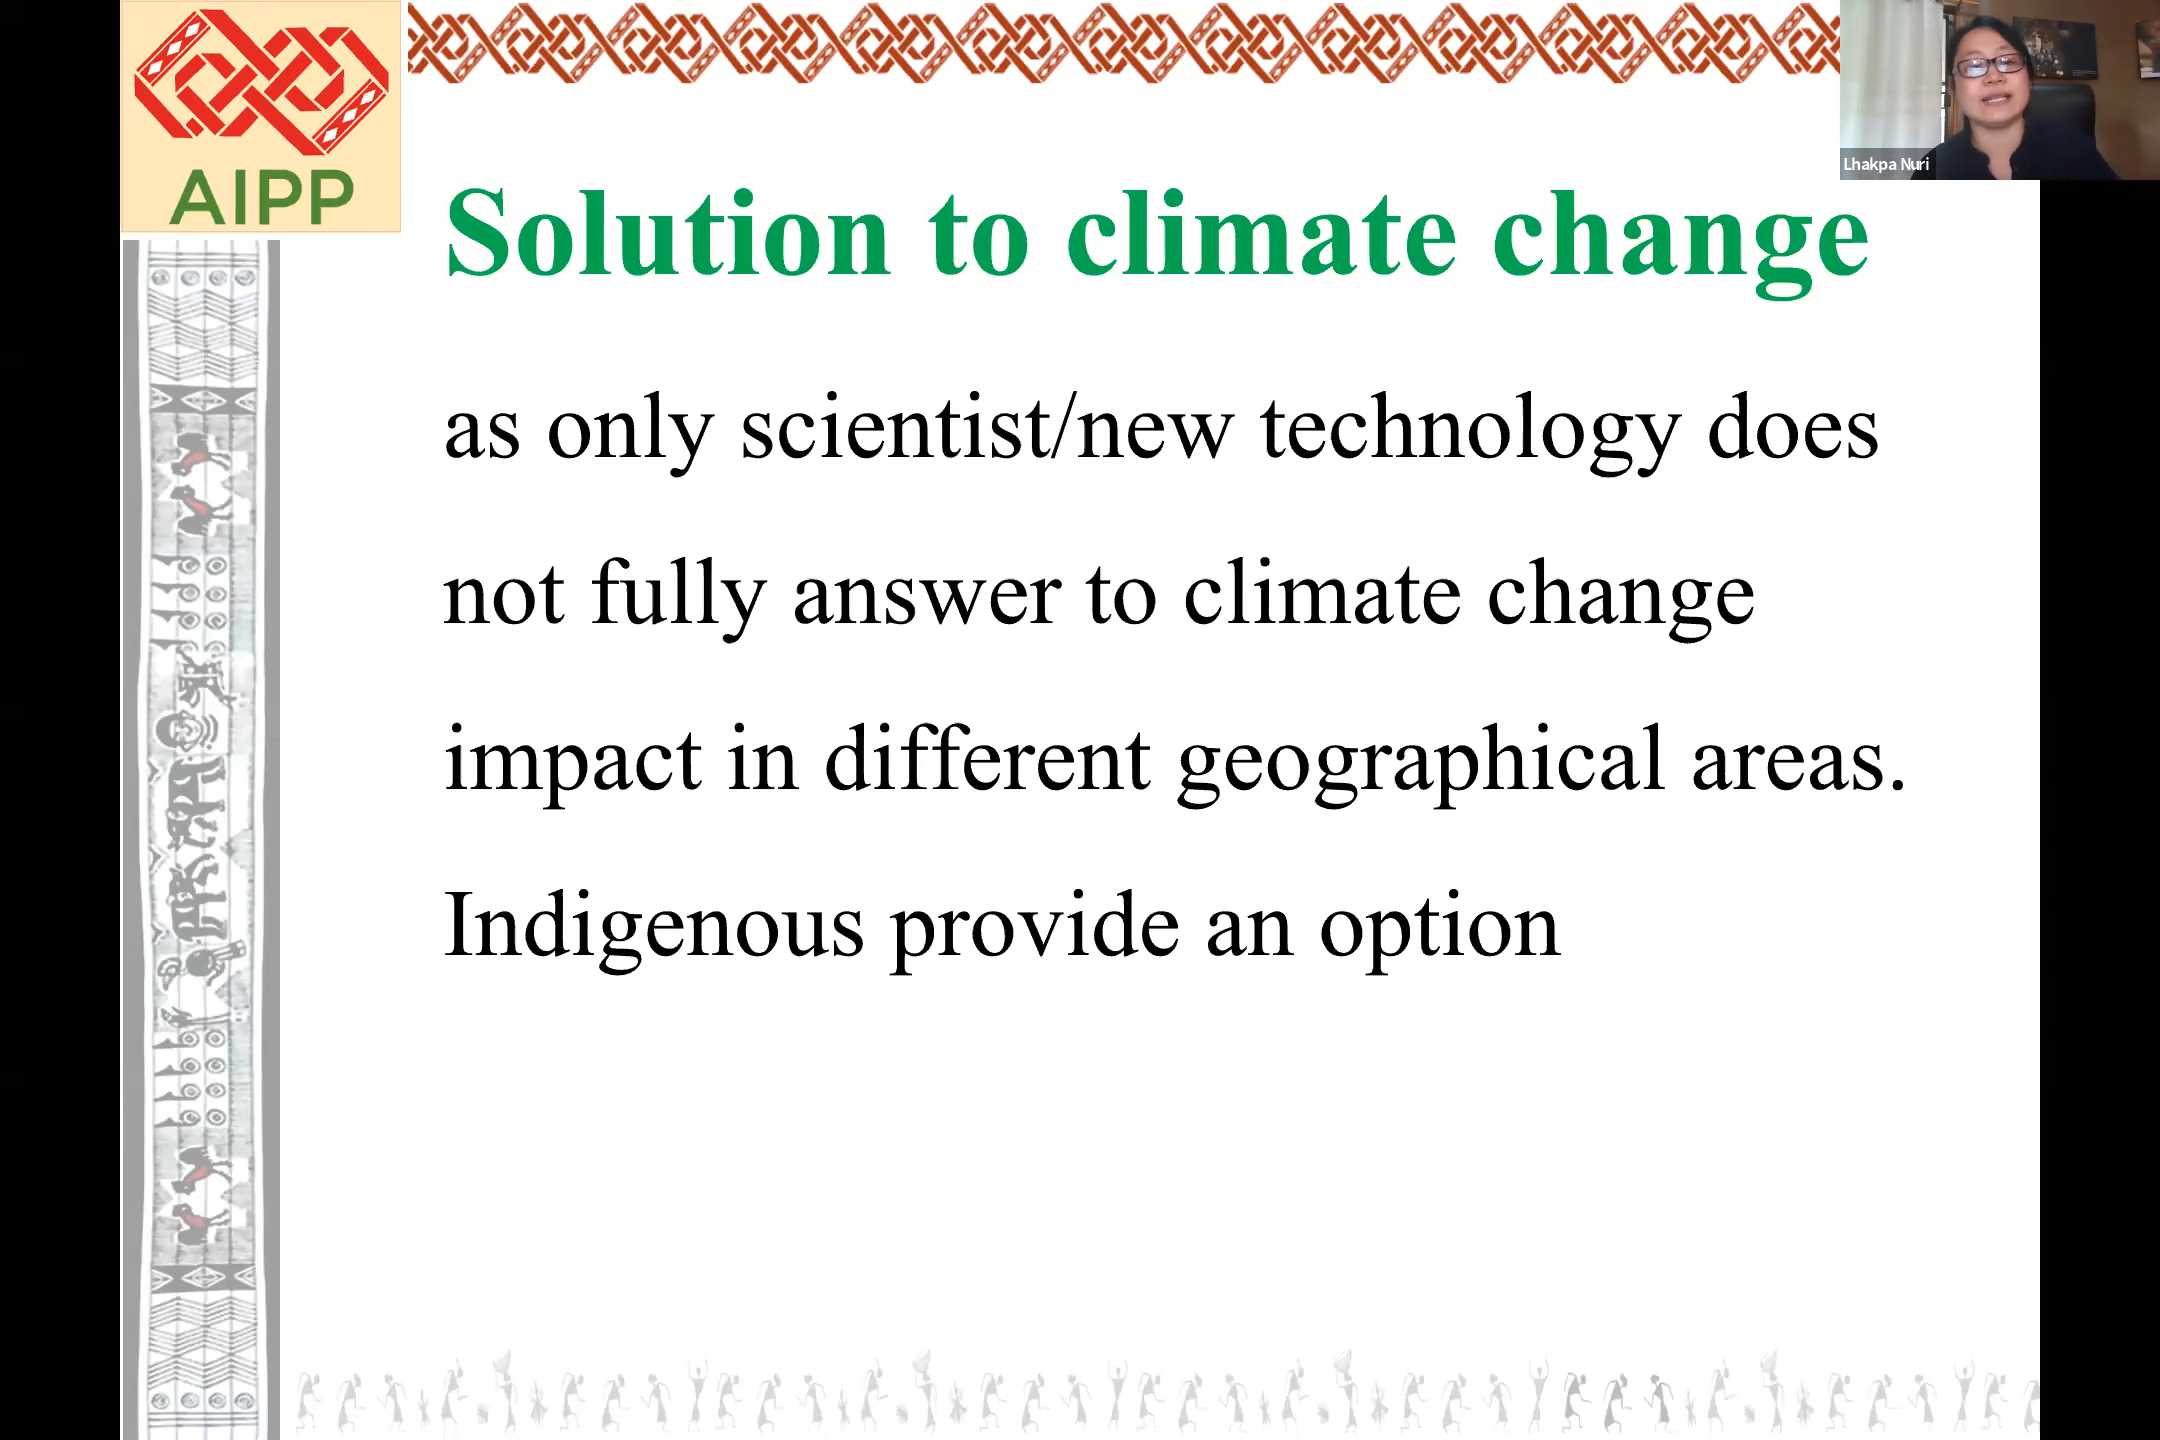 AIPP
Lhakpa Nuri
Solution to climate change
as only scientist/new technology does
not fully answer to climate change
impact in different geographical areas.
Indigenous provide an option